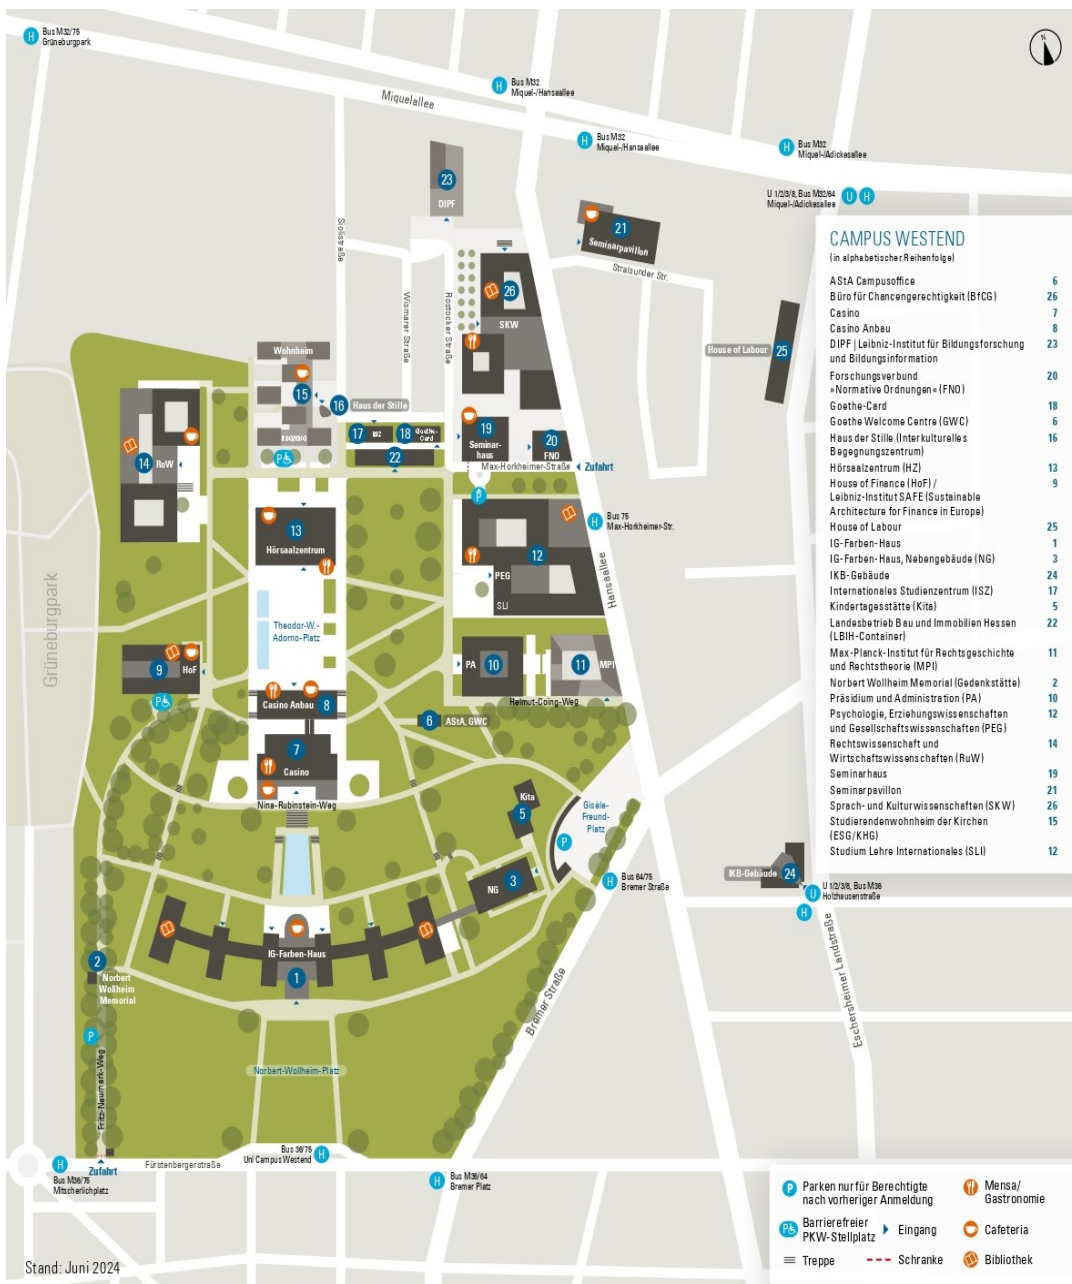 Bus M32/75
Grüneburgpark
N
Bus M32
Miquel-/Hansaallee
Miquelallee
Bus M32
Miquel-/Hansaallee
Bus M32
Miquel-/Adickesallee
U 1/2/3/8, Bus M32/64
Miquel-/Adickesallee
23
DIPF
21
Seminarpavillon
Stralsunder Str.
Siolistraße
Wismarer Straße
Rostocker Straße
26
SKW
House of Labour
25
Wohnheim
15
16
Haus der Stille
ESG/KHG
17
ISZ
18
Goethe-
Card
22
19
Seminar-
haus
20
FNO
Max-Horkheimer-Straße
Zufahrt
14
RuW
13
Hörsaalzentrum
12
PEG
SLI
Bus 75
Max-Horkheimer-Str.
Hansaallee
Grüneburgpark
Theodor-W.-
Adorno-Platz
9
HoF
PA
10
11
MPI
Helmut-Coing-Weg
Casino Anbau
8
6
AStA, GWC
7
Casino
Nina-Rubinstein-Weg
Kita
5
Gisèle-
Freund-
Platz
NG
3
Bus 64/75
Bremer Straße
IKB-Gebäude
24
U 1/2/3/8, Bus M36
Holzhausenstraße
IG-Farben-Haus
1
2
Norbert
Wollheim
Memorial
Bremer Straße
Eschersheimer Landstraße
Fritz-Neumark-Weg
Norbert-Wollheim-Platz
Bus 36/75
Uni Campus Westend
Zufahrt
Fürstenbergerstraße
Bus M36/75
Mitscherlichplatz
Bus M36/64
Bremer Platz
Stand: Juni 2024
CAMPUS WESTEND
(in alphabetischer Reihenfolge)
AStA Campusoffice 6
Büro für Chancengerechtigkeit (BfCG) 26
Casino 7
Casino Anbau 8
DIPF | Leibniz-Institut für Bildungsforschung 23
und Bildungsinformation
Forschungsverbund 20
»Normative Ordnungen« (FNO)
Goethe-Card 18
Goethe Welcome Centre (GWC) 6
Haus der Stille (Interkulturelles 16
Begegnungszentrum)
Hörsaalzentrum (HZ) 13
House of Finance (HoF) / 9
Leibniz-Institut SAFE (Sustainable
Architecture for Finance in Europe)
House of Labour 25
IG-Farben-Haus 1
IG-Farben-Haus, Nebengebäude (NG) 3
IKB-Gebäude 24
Internationales Studienzentrum (ISZ) 17
Kindertagesstätte (Kita) 5
Landesbetrieb Bau und Immobilien Hessen 22
(LBIH-Container)
Max-Planck-Institut für Rechtsgeschichte 11
und Rechtstheorie (MPI)
Norbert Wollheim Memorial (Gedenkstätte) 2
Präsidium und Administration (PA) 10
Psychologie, Erziehungswissenschaften 12
und Gesellschaftswissenschaften (PEG)
Rechtswissenschaft und 14
Wirtschaftswissenschaften (RuW)
Seminarhaus 19
Seminarpavillon 21
Sprach- und Kulturwissenschaften (SKW) 26
Studierendenwohnheim der Kirchen 15
(ESG/KHG)
Studium Lehre Internationales (SLI) 12
P Parken nur für Berechtigte
nach vorheriger Anmeldung
Mensa/
Gastronomie
P Barrierefreier
PKW-Stellplatz
Eingang
Cafeteria
Treppe
Schranke
Bibliothek